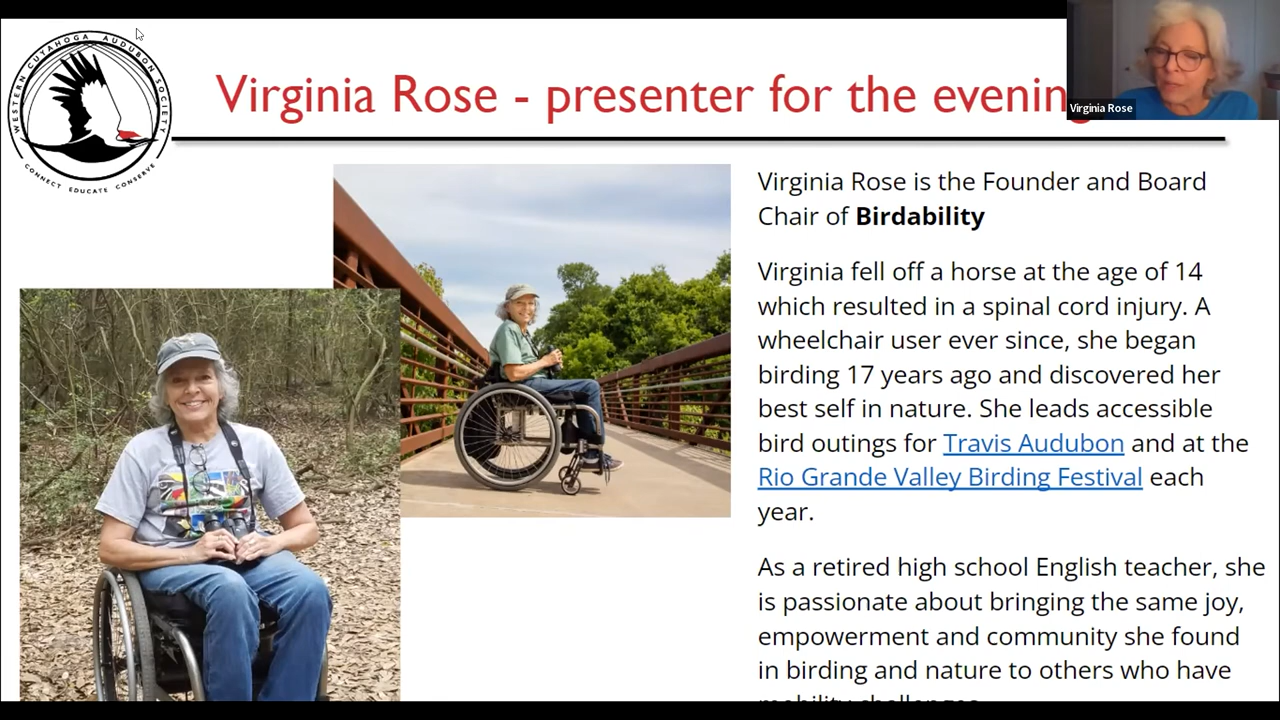 WESTERN CUYAHOGA AUDUBON SOCIETY
CONNECT EDUCATE CONSERVE
Virginia Rose - presenter for the evening
Virginia Rose
Virginia Rose is the Founder and Board
Chair of Birdability
Virginia fell off a horse at the age of 14
which resulted in a spinal cord injury. A
wheelchair user ever since, she began
birding 17 years ago and discovered her
best self in nature. She leads accessible
bird outings for Travis Audubon and at the
Rio Grande Valley Birding Festival each
year.
As a retired high school English teacher, she
is passionate about bringing the same joy,
empowerment and community she found
in birding and nature to others who have
mobility challenges